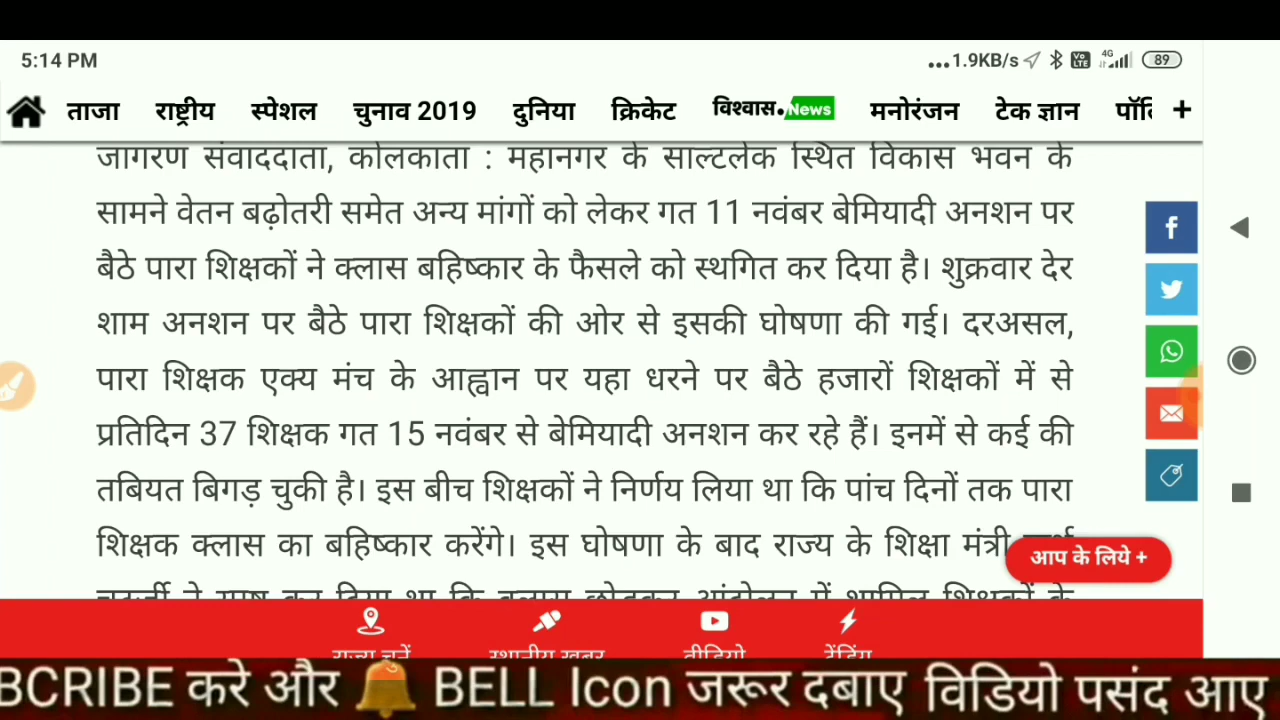 5:14 PM
...1.9KB/s 4G Vo LTE 89
ताजा राष्ट्रीय स्पेशल चुनाव 2019 दुनिया क्रिकेट विश्वास.News मनोरंजन टेक ज्ञान +
जागरण संवाददाता, कोलकाता : महानगर के साल्टलेक स्थित विकास भवन के
सामने वेतन बढ़ोतरी समेत अन्य मांगों को लेकर गत 11 नवंबर बेमियादी अनशन पर
बैठे पारा शिक्षकों ने क्लास बहिष्कार के फैसले को स्थगित कर दिया है। शुक्रवार देर
शाम अनशन पर बैठे पारा शिक्षकों की ओर से इसकी घोषणा की गई। दरअसल,
पारा शिक्षक एक्य मंच के आह्वान पर यहा धरने पर बैठे हजारों शिक्षकों में से
प्रतिदिन 37 शिक्षक गत 15 नवंबर से बेमियादी अनशन कर रहे हैं। इनमें से कई की
तबियत बिगड़ चुकी है। इस बीच शिक्षकों ने निर्णय लिया था कि पांच दिनों तक पारा
शिक्षक क्लास का बहिष्कार करेंगे। इस घोषणा के बाद राज्य के शिक्षा मंत्री
आप के लिये +
राज्य चुनें स्थानीय खबर वीडियो ट्रेंडिंग
BCRIBE करे और BELL Icon जरूर दबाए विडियो पसंद आए